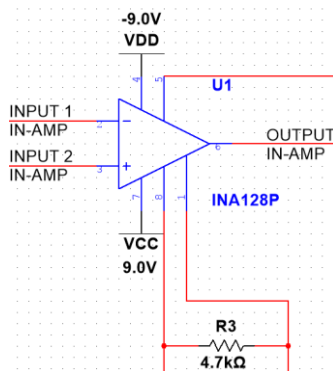 -9.0V
VDD
4
5
U1
INPUT 1
IN-AMP
2
INPUT 2
IN-AMP
3
6
OUTPUT
IN-AMP
7
8
1
INA128P
VCC
9.0V
R3
4.7kΩ